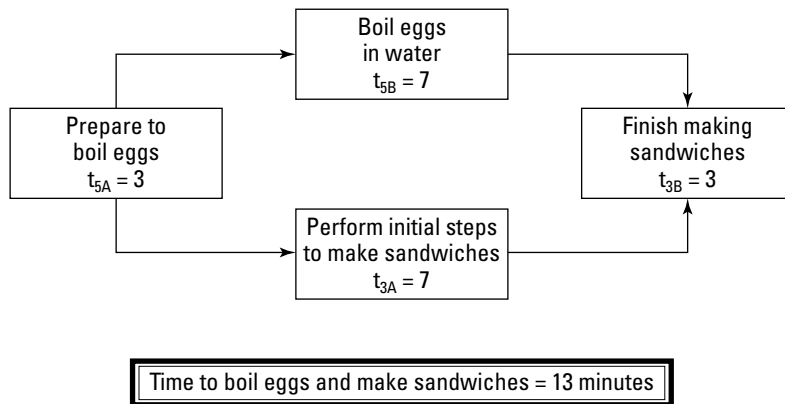 Boil eggs
in water
t5B = 7
Prepare to
boil eggs
t5A = 3
Finish making
sandwiches
t3B = 3
Perform initial steps
to make sandwiches
t3A = 7
Time to boil eggs and make sandwiches = 13 minutes